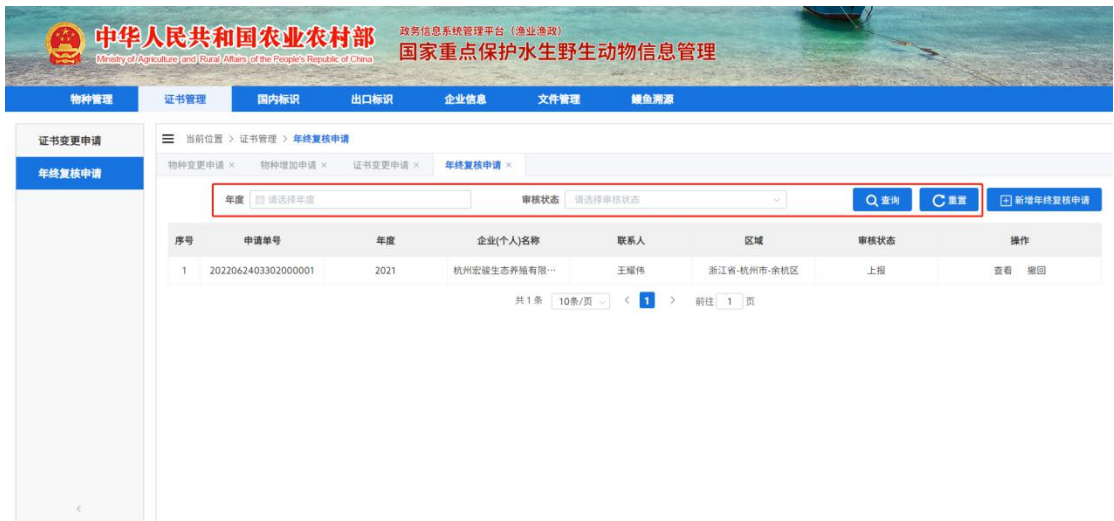 中华人民共和国农业农村部
Ministry of Agriculture and Rural Affairs of the People's Republic of China
政务信息系统管理平台（渔业渔政）
国家重点保护水生野生动物信息管理
物种管理 证书管理 国内标识 出口标识 企业信息 文件管理 鳗鱼溯源
证书变更申请
年终复核申请
当前位置 > 证书管理 > 年终复核申请
物种变更申请 × 物种增加申请 × 证书变更申请 × 年终复核申请 ×
年度 请选择年度 审核状态 请选择审核状态 查询 重置 新增年终复核申请
序号 申请单号 年度 企业(个人)名称 联系人 区域 审核状态 操作
1 2022062403302000001 2021 杭州宏骏生态养殖有限… 王耀伟 浙江省-杭州市-余杭区 上报 查看 撤回
共 1 条 10条/页 < 1 > 前往 1 页